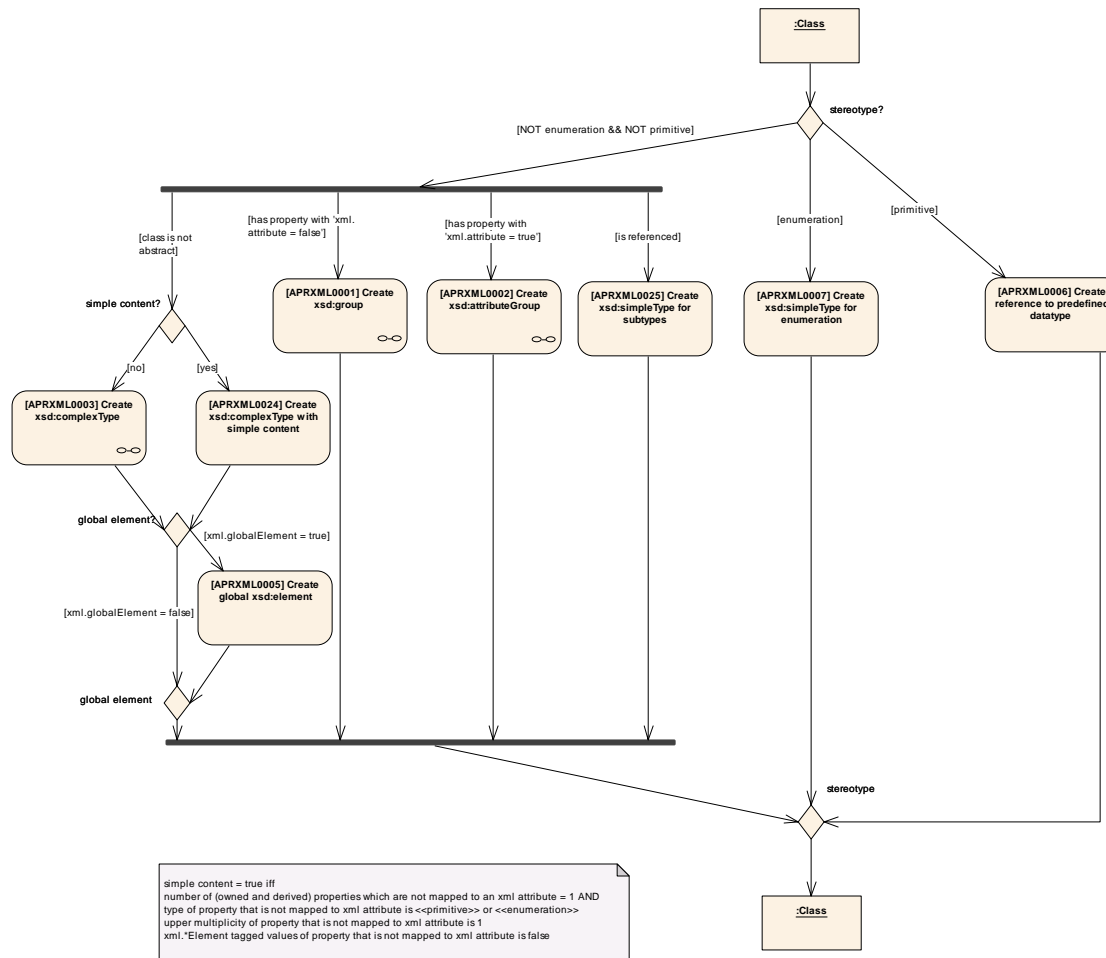 :Class
stereotype?
[NOT enumeration && NOT primitive]
[class is not
abstract]
[has property with 'xml.
attribute = false']
[has property with
'xml.attribute = true']
[is referenced]
[enumeration]
[primitive]
simple content?
[APRXML0001] Create
xsd:group
[APRXML0002] Create
xsd:attributeGroup
[APRXML0025] Create
xsd:simpleType for
subtypes
[APRXML0007] Create
xsd:simpleType for
enumeration
[APRXML0006] Create
reference to predefined
datatype
[no]
[yes]
[APRXML0003] Create
xsd:complexType
[APRXML0024] Create
xsd:complexType with
simple content
global element?
[xml.globalElement = true]
[APRXML0005] Create
global xsd:element
[xml.globalElement = false]
global element
stereotype
simple content = true iff
number of (owned and derived) properties which are not mapped to an xml attribute = 1 AND
type of property that is not mapped to xml attribute is <<primitive>> or <<enumeration>>
upper multiplicity of property that is not mapped to xml attribute is 1
xml.*Element tagged values of property that is not mapped to xml attribute is false
:Class